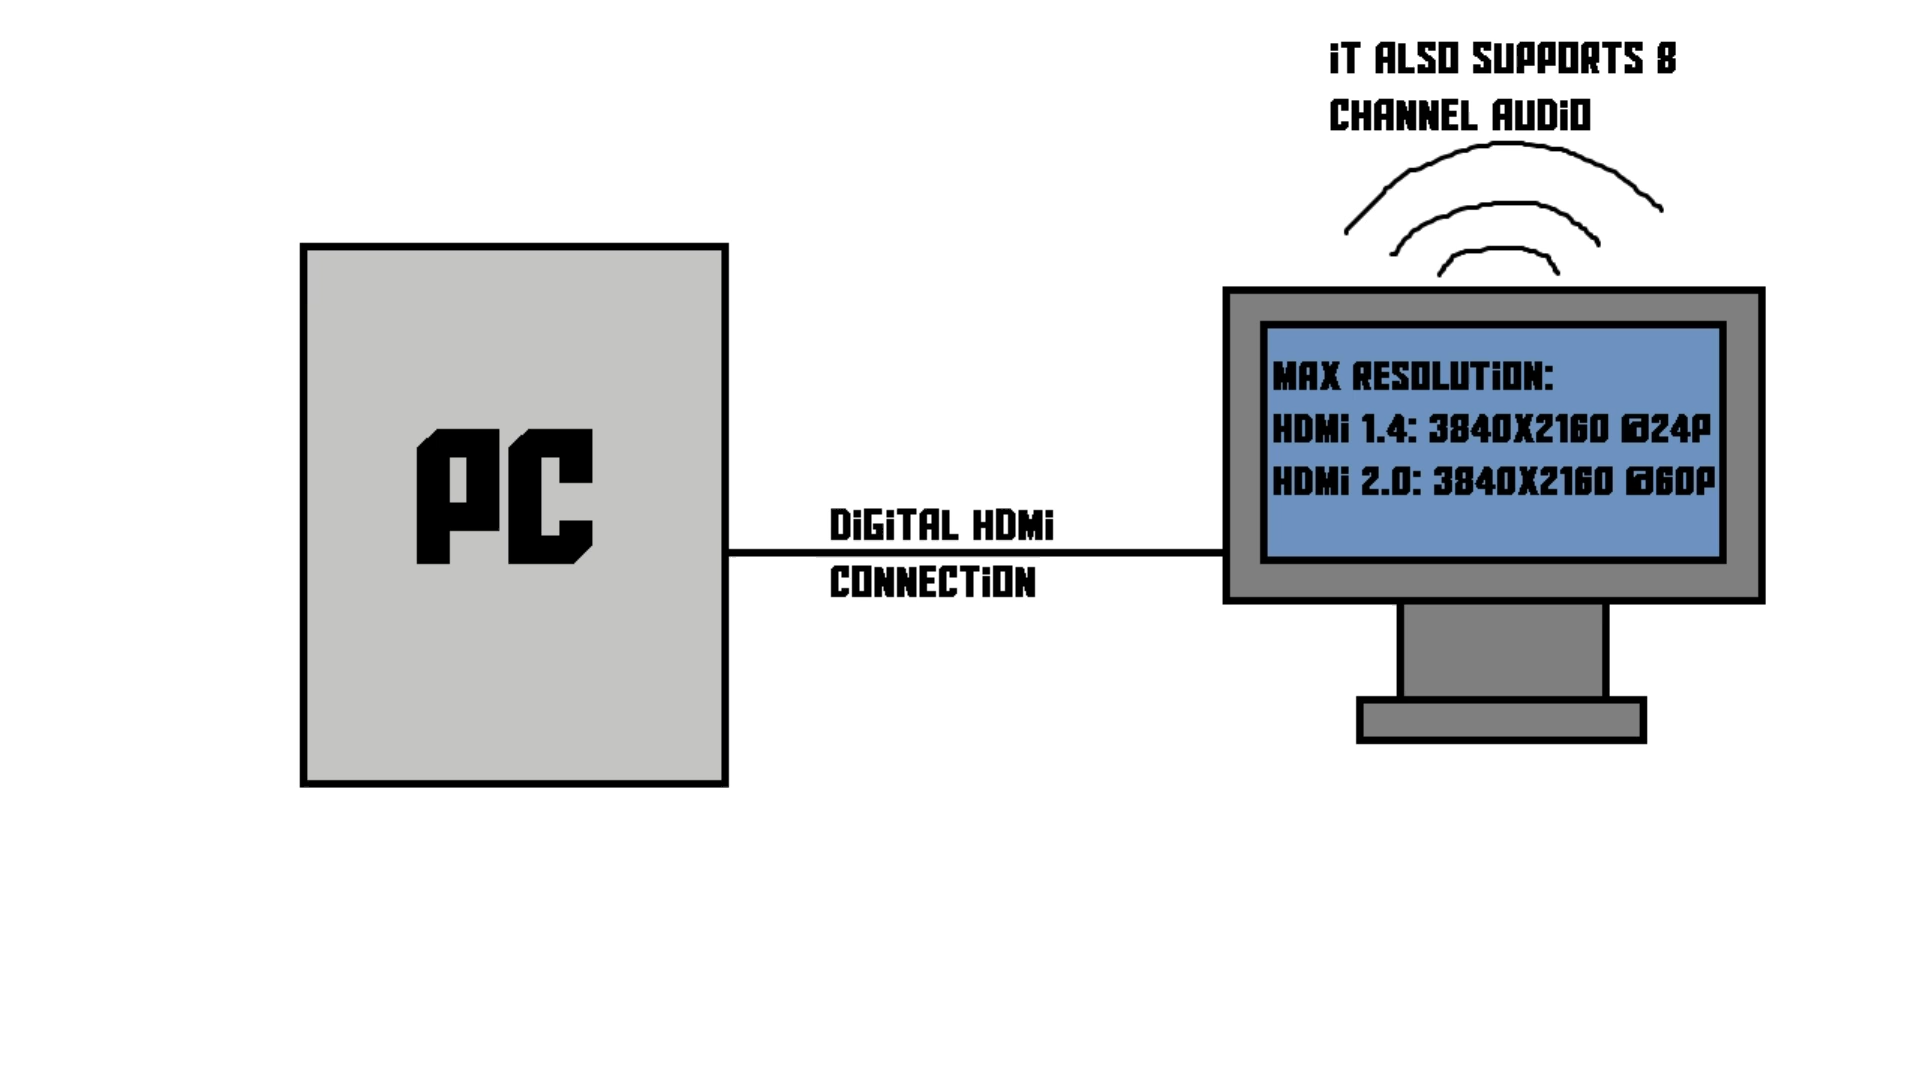 iT ALSO SUPPORTS 8
CHANNEL AUDiO
PC
DiGiTAL HDMi
CONNECTiON
MAX RESOLUTiON:
HDMi 1.4: 3840X2160 @24P
HDMi 2.0: 3840X2160 @60P